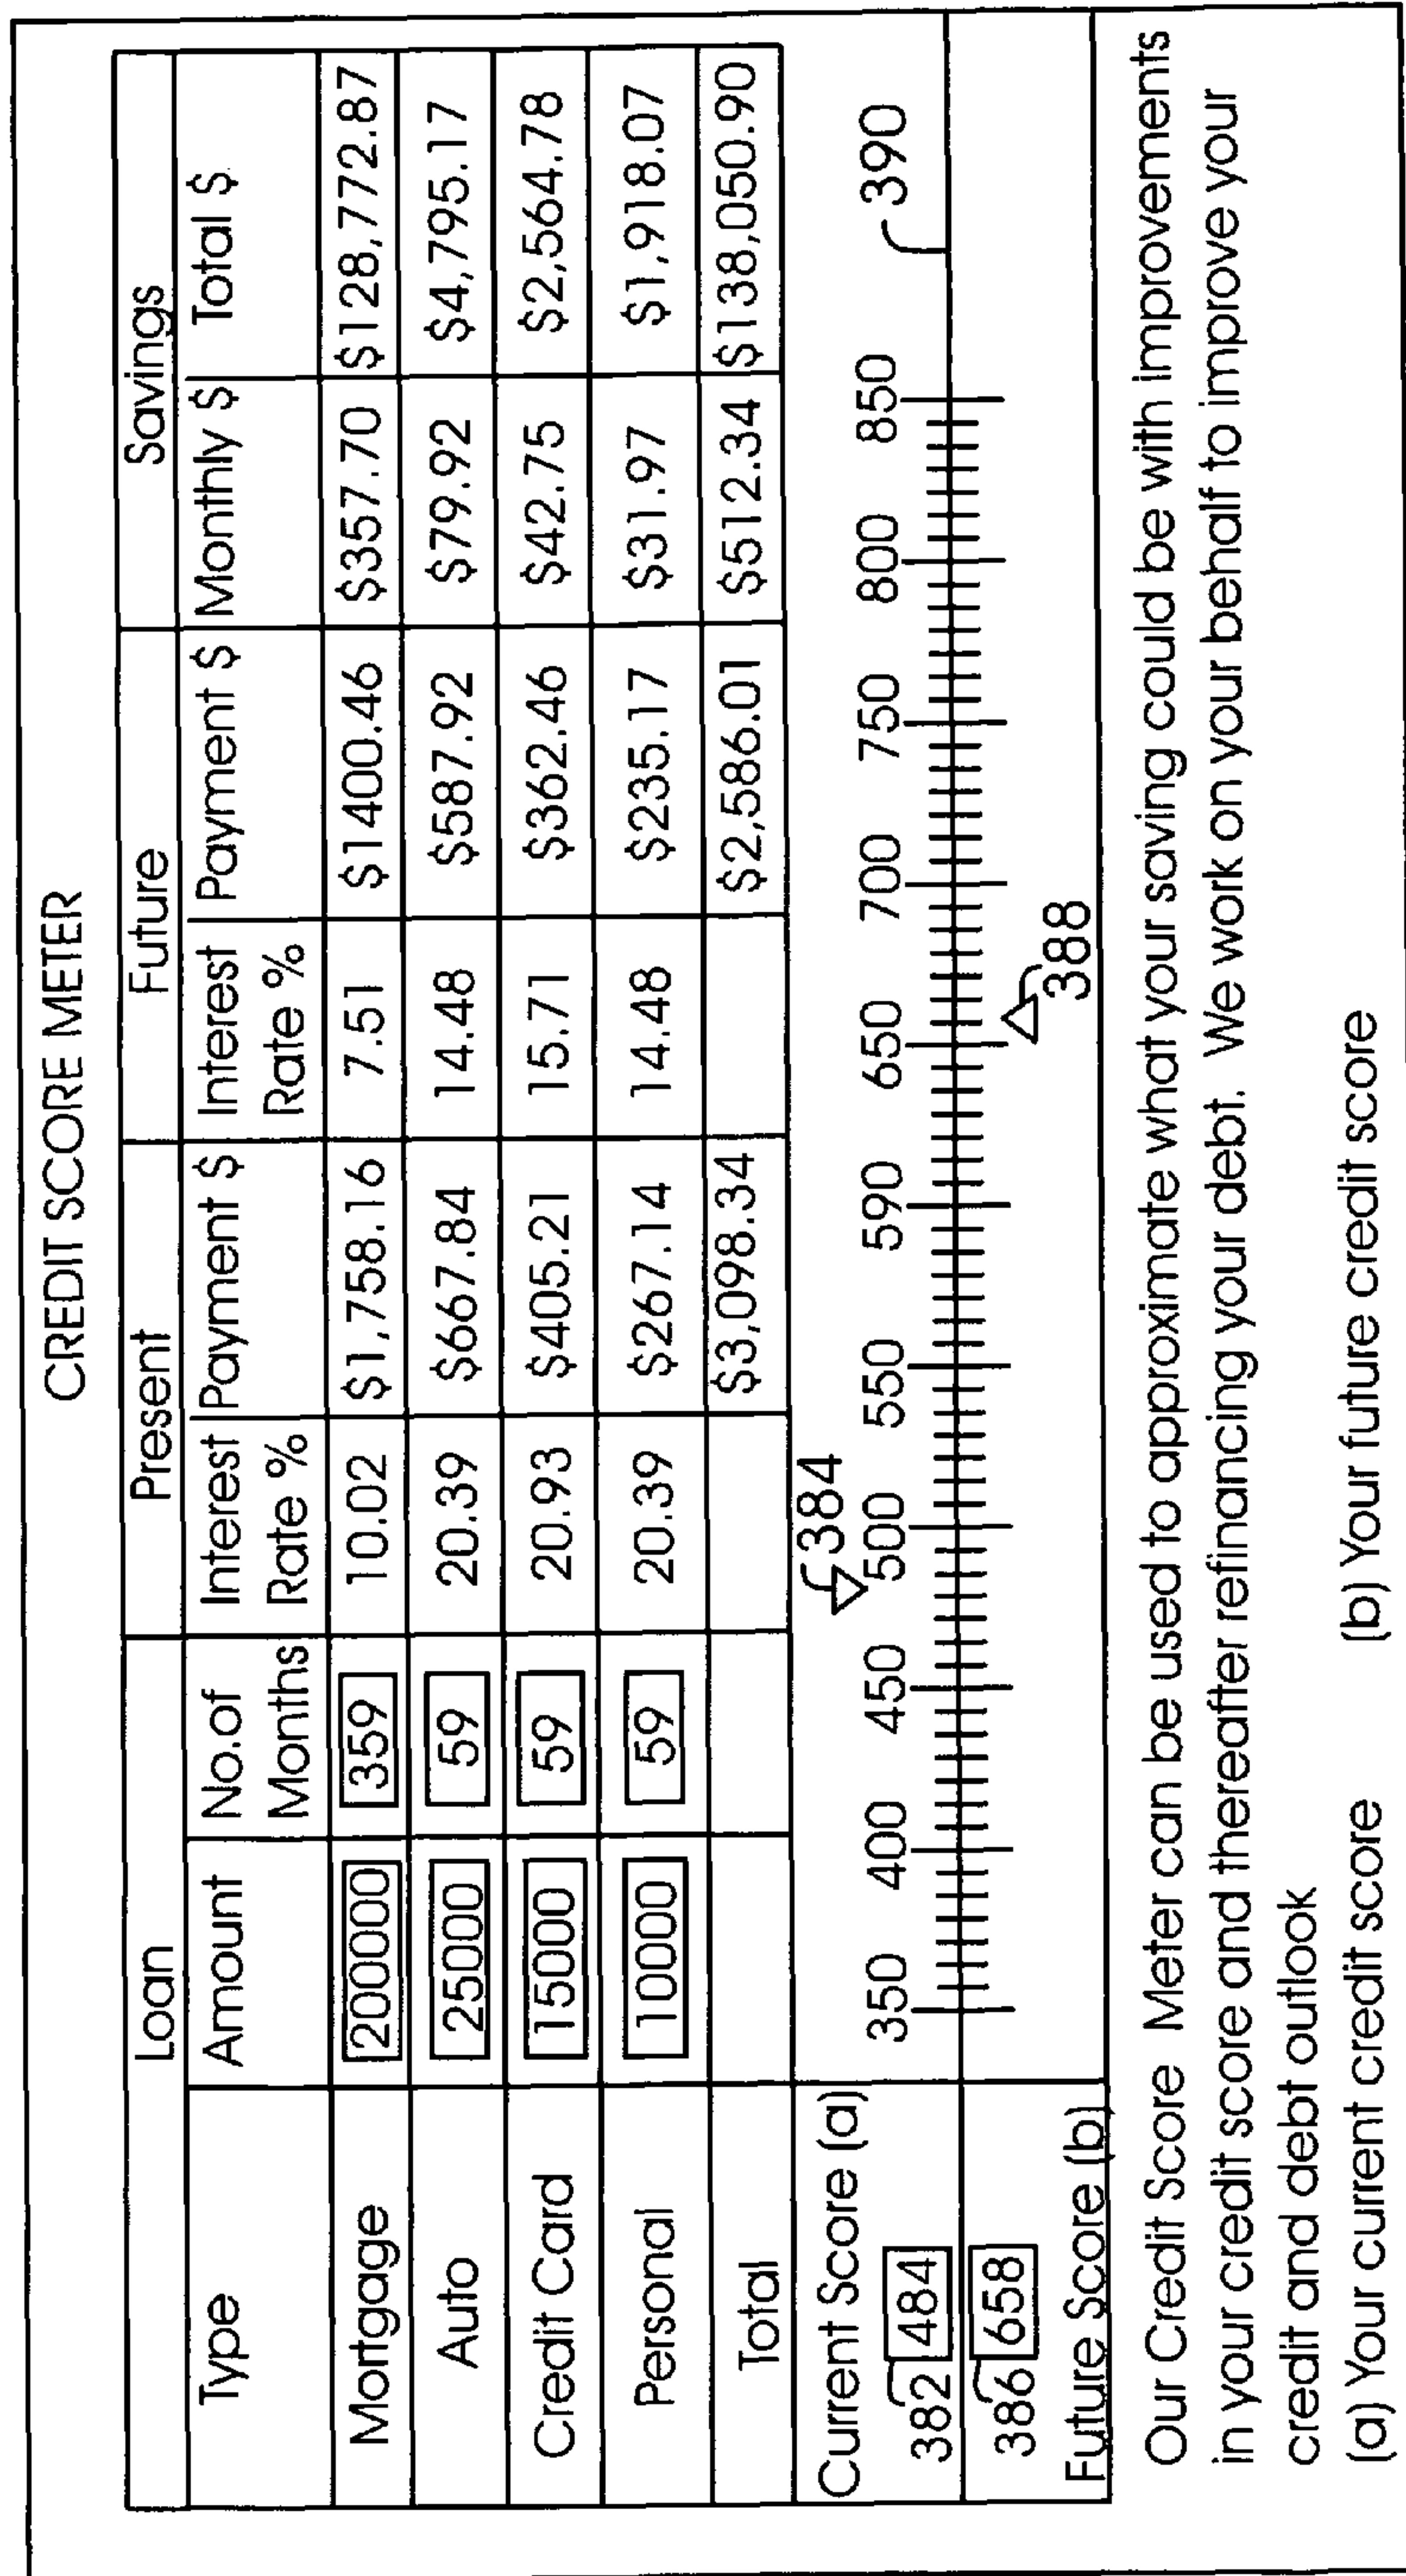 CREDIT SCORE METER
Loan Present Future Savings
Type Amount No.of Months Interest Rate % Payment $ Interest Rate % Payment $ Monthly $ Total $
Mortgage 200000 359 10.02 $1,758.16 7.51 $1400.46 $357.70 $128,772.87
Auto 25000 59 20.39 $667.84 14.48 $587.92 $79.92 $4,795.17
Credit Card 15000 59 20.93 $405.21 15.71 $362.46 $42.75 $2,564.78
Personal 10000 59 20.39 $267.14 14.48 $235.17 $31.97 $1,918.07
Total $3,098.34 $2,586.01 $512.34 $138,050.90
384
Current Score (a) 350 400 450 500 550 590 650 700 750 800 850 390
382 484
386 658
388
Future Score (b)
Our Credit Score Meter can be used to approximate what your saving could be with improvements
in your credit score and thereafter refinancing your debt. We work on your behalf to improve your
credit and debt outlook
(a) Your current credit score (b) Your future credit score